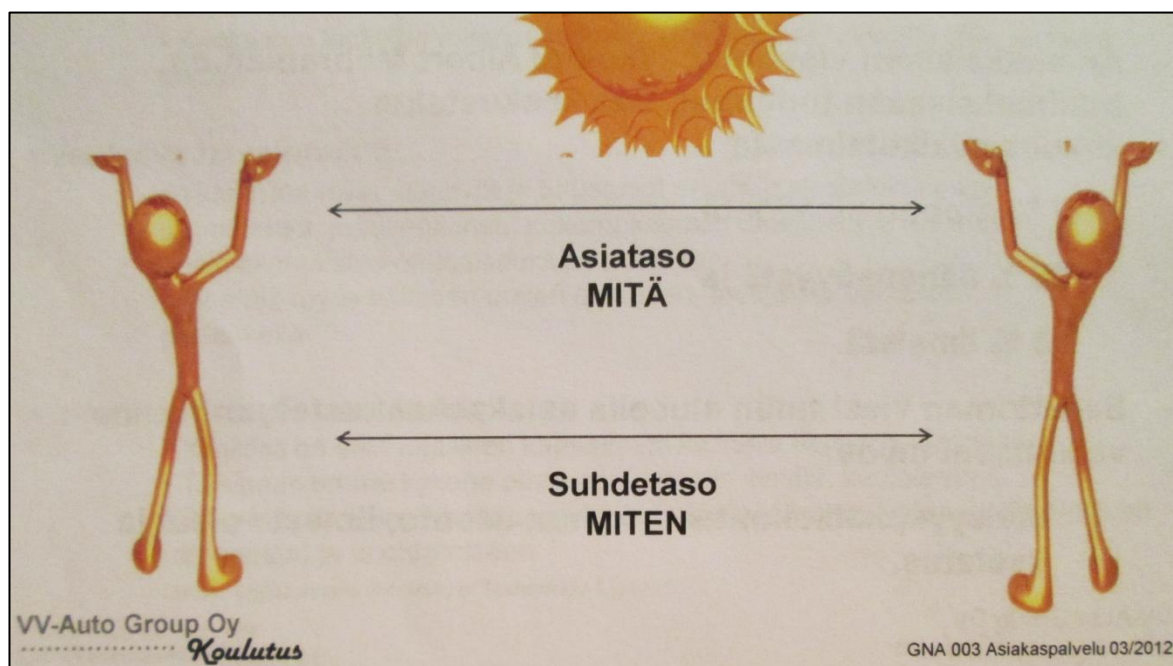 Asiataso
MITÄ
Suhdetaso
MITEN
VV-Auto Group Oy
Koulutus
GNA 003 Asiakaspalvelu 03/2012